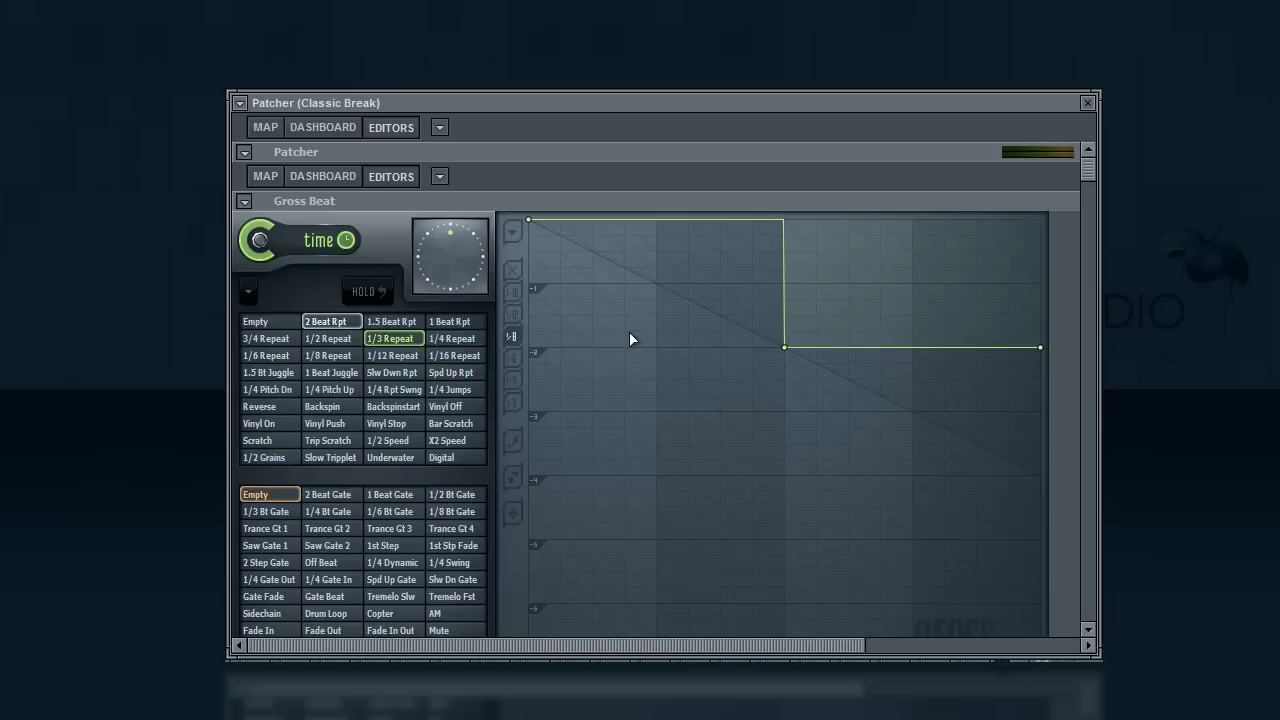 Patcher (Classic Break)
MAP DASHBOARD EDITORS
Patcher
MAP DASHBOARD EDITORS
Gross Beat
time
HOLD
Empty 2 Beat Rpt 1.5 Beat Rpt 1 Beat Rpt
3/4 Repeat 1/2 Repeat 1/3 Repeat 1/4 Repeat
1/6 Repeat 1/8 Repeat 1/12 Repeat 1/16 Repeat
1.5 Bt Juggle 1 Beat Juggle Slw Dwn Rpt Spd Up Rpt
1/4 Pitch Dn 1/4 Pitch Up 1/4 Rpt Swng 1/4 Jumps
Reverse Backspin Backspinstart Vinyl Off
Vinyl On Vinyl Push Vinyl Stop Bar Scratch
Scratch Trip Scratch 1/2 Speed X2 Speed
1/2 Grains Slow Tripplet Underwater Digital
Empty 2 Beat Gate 1 Beat Gate 1/2 Bt Gate
1/3 Bt Gate 1/4 Bt Gate 1/6 Bt Gate 1/8 Bt Gate
Trance Gt 1 Trance Gt 2 Trance Gt 3 Trance Gt 4
Saw Gate 1 Saw Gate 2 1st Step 1st Stp Fade
2 Step Gate Off Beat 1/4 Dynamic 1/4 Swing
1/4 Gate Out 1/4 Gate In Spd Up Gate Slw Dn Gate
Gate Fade Gate Beat Tremelo Slw Tremelo Fst
Sidechain Drum Loop Copter AM
Fade In Fade Out Fade In Out Mute
-1
-2
-3
-4
-5
-6
DIO